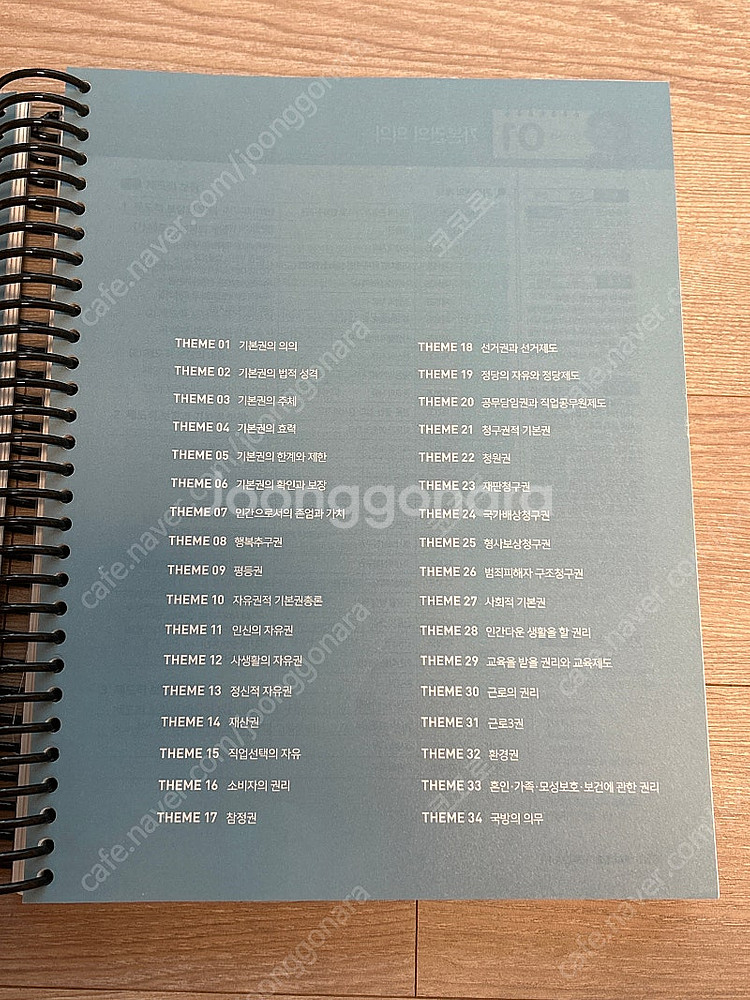 THEME 01 기본권의 의의
THEME 02 기본권의 법적 성격
THEME 03 기본권의 주체
THEME 04 기본권의 효력
THEME 05 기본권의 한계와 제한
THEME 06 기본권의 확인과 보장
THEME 07 인간으로서의 존엄과 가치
THEME 08 행복추구권
THEME 09 평등권
THEME 10 자유권적 기본권총론
THEME 11 인신의 자유권
THEME 12 사생활의 자유권
THEME 13 정신적 자유권
THEME 14 재산권
THEME 15 직업선택의 자유
THEME 16 소비자의 권리
THEME 17 참정권
THEME 18 선거권과 선거제도
THEME 19 정당의 자유와 정당제도
THEME 20 공무담임권과 직업공무원제도
THEME 21 청구권적 기본권
THEME 22 청원권
THEME 23 재판청구권
THEME 24 국가배상청구권
THEME 25 형사보상청구권
THEME 26 범죄피해자 구조청구권
THEME 27 사회적 기본권
THEME 28 인간다운 생활을 할 권리
THEME 29 교육을 받을 권리와 교육제도
THEME 30 근로의 권리
THEME 31 근로3권
THEME 32 환경권
THEME 33 혼인·가족·모성보호·보건에 관한 권리
THEME 34 국방의 의무
joonggonara
cafe.naver.com/joonggonara
코코르